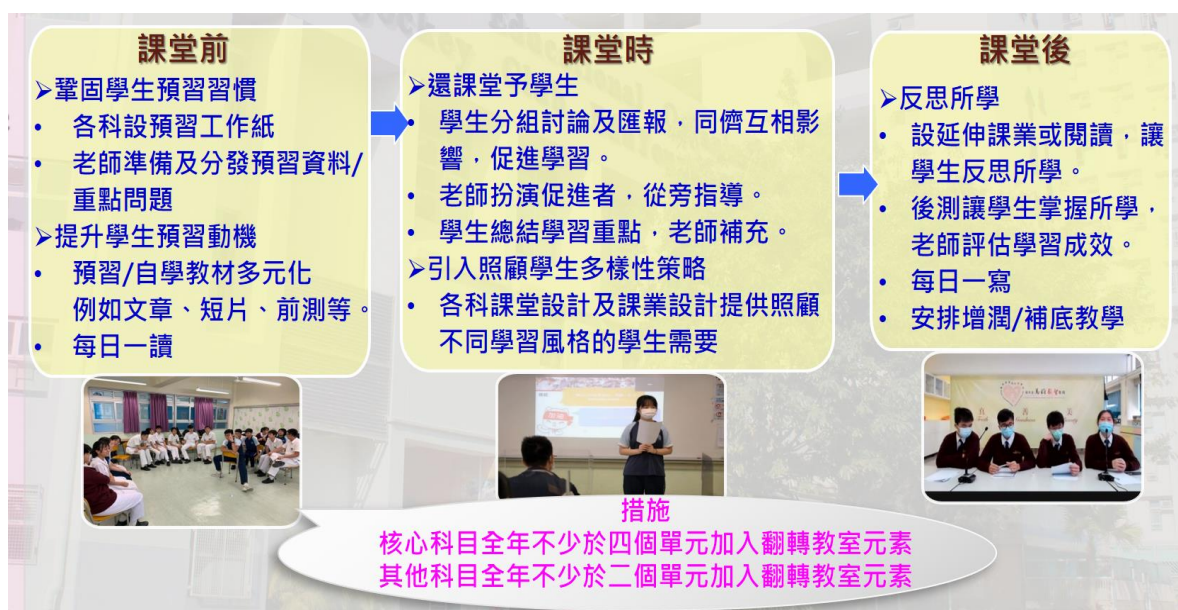 課堂前
➢鞏固學生預習習慣
• 各科設預習工作紙
• 老師準備及分發預習資料/
重點問題
➢提升學生預習動機
• 預習/自學教材多元化
例如文章、短片、前測等。
• 每日一讀
課堂時
➢還課堂予學生
• 學生分組討論及匯報，同儕互相影
響，促進學習。
• 老師扮演促進者，從旁指導。
• 學生總結學習重點，老師補充。
➢引入照顧學生多樣性策略
• 各科課堂設計及課業設計提供照顧
不同學習風格的學生需要
課堂後
➢反思所學
• 設延伸課業或閱讀，讓
學生反思所學。
• 後測讓學生掌握所學，
老師評估學習成效。
• 每日一寫
• 安排增潤/補底教學
真 善 美
措施
核心科目全年不少於四個單元加入翻轉教室元素
其他科目全年不少於二個單元加入翻轉教室元素